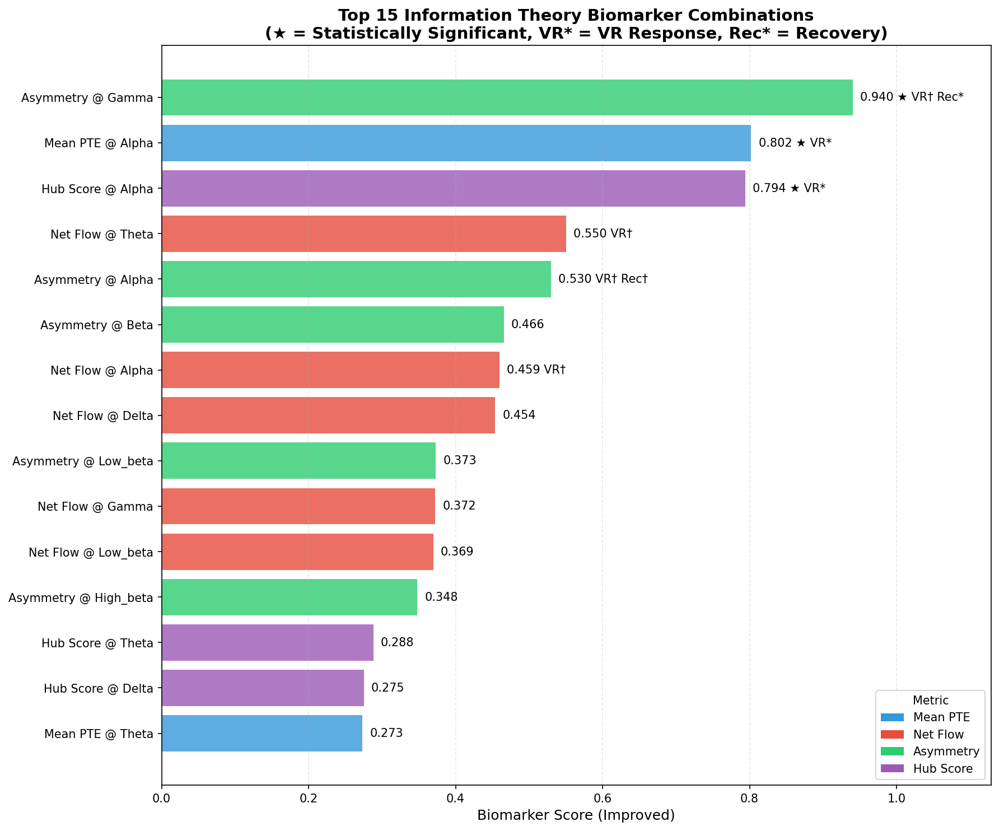 Top 15 Information Theory Biomarker Combinations
(★ = Statistically Significant, VR* = VR Response, Rec* = Recovery)
Asymmetry @ Gamma 0.940 ★ VR† Rec*
Mean PTE @ Alpha 0.802 ★ VR*
Hub Score @ Alpha 0.794 ★ VR*
Net Flow @ Theta 0.550 VR†
Asymmetry @ Alpha 0.530 VR† Rec†
Asymmetry @ Beta 0.466
Net Flow @ Alpha 0.459 VR†
Net Flow @ Delta 0.454
Asymmetry @ Low_beta 0.373
Net Flow @ Gamma 0.372
Net Flow @ Low_beta 0.369
Asymmetry @ High_beta 0.348
Hub Score @ Theta 0.288
Hub Score @ Delta 0.275
Mean PTE @ Theta 0.273
Metric
Mean PTE
Net Flow
Asymmetry
Hub Score
0.0 0.2 0.4 0.6 0.8 1.0
Biomarker Score (Improved)